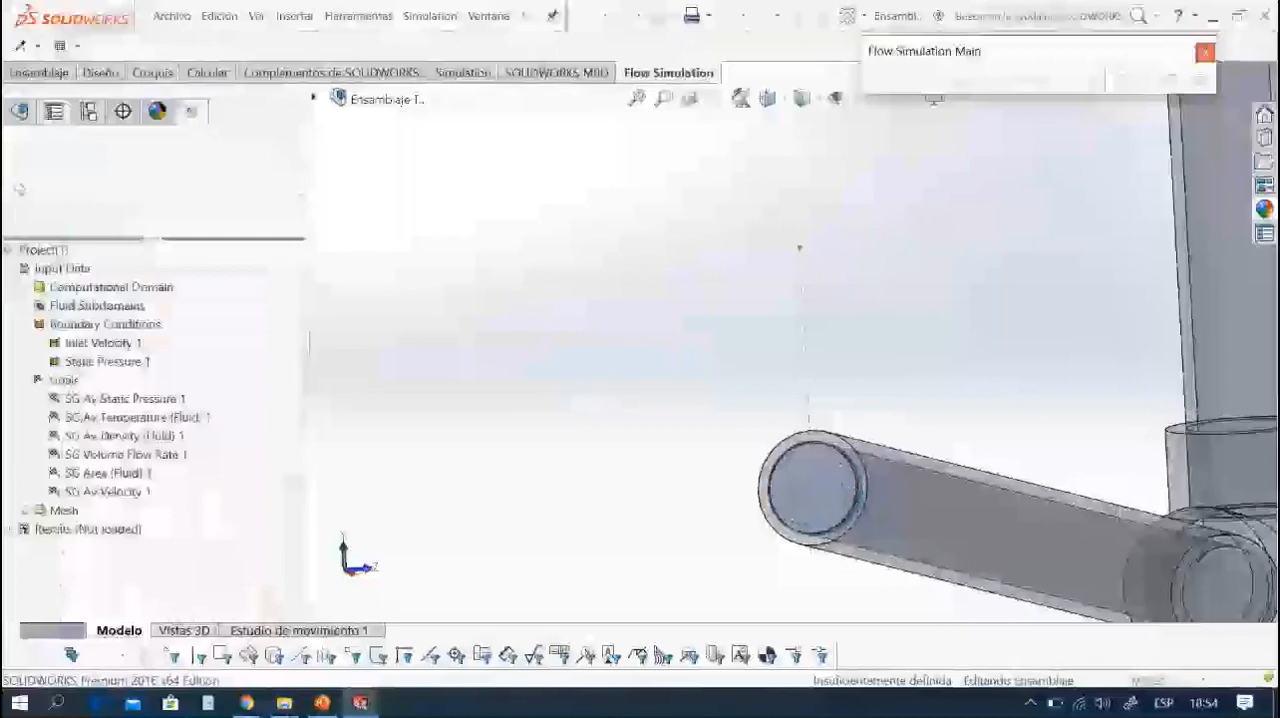 SOLIDWORKS Archivo Edición Ver Insertar Herramientas Simulation Ventana ? 
Flow Simulation Main
Ensamblaje Diseño Croquis Calcular Complementos de SOLIDWORKS Simulation SOLIDWORKS MBD Flow Simulation
Ensamblaje T...
Input Data
Computational Domain
Fluid Subdomains
Boundary Conditions
Inlet Velocity 1
Static Pressure 1
Goals
SG Av Static Pressure 1
SG Av Temperature (Fluid) 1
SG Av Density (Fluid) 1
SG Volume Flow Rate 1
SG Area (Fluid) 1
SG Av Velocity 1
Mesh
Results (Not loaded)
Z
Modelo Vistas 3D Estudio de movimiento 1
SOLIDWORKS Premium 2016 x64 Edition Insuficientemente definida Editando Ensamblaje
ESP 18:54